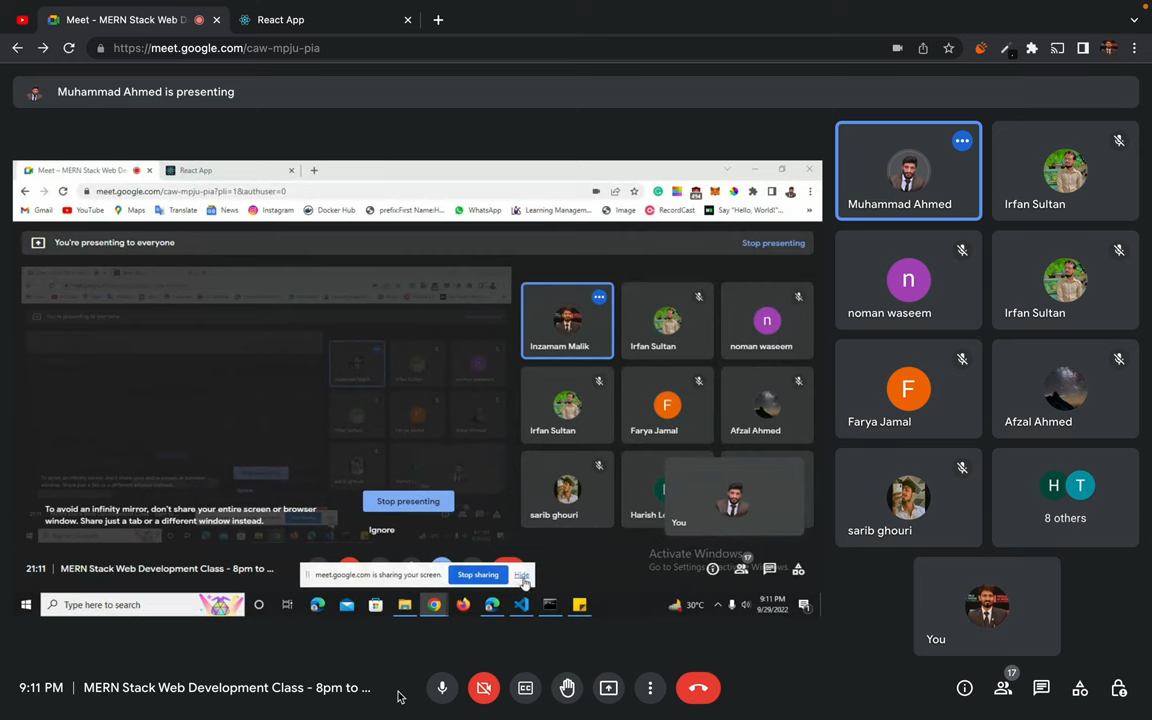 Meet - MERN Stack Web D
React App
https://meet.google.com/caw-mpju-pia
Muhammad Ahmed is presenting
Meet – MERN Stack Web De
React App
meet.google.com/caw-mpju-pia?pli=1&authuser=0
Gmail
YouTube
Maps
Translate
News
Instagram
Docker Hub
prefixFirst Name:H...
WhatsApp
Learning Managem...
Image
RecordCast
Say "Hello, World!"...
You're presenting to everyone
Stop presenting
Inzamam Malik
Irfan Sultan
n
noman waseem
Irfan Sultan
F
Farya Jamal
Afzal Ahmed
sarib ghouri
Harish L
You
Stop presenting
To avoid an infinity mirror, don't share your entire screen or browser
window. Share just a tab or a different window instead.
Ignore
Activate Windows
Go to Settings
17
21:11 | MERN Stack Web Development Class - 8pm to ...
meet.google.com is sharing your screen.
Stop sharing
Hide
Type here to search
30°C
9:11 PM
9/29/2022
Muhammad Ahmed
Irfan Sultan
n
noman waseem
Irfan Sultan
F
Farya Jamal
Afzal Ahmed
sarib ghouri
H
T
8 others
You
9:11 PM | MERN Stack Web Development Class - 8pm to ...
17